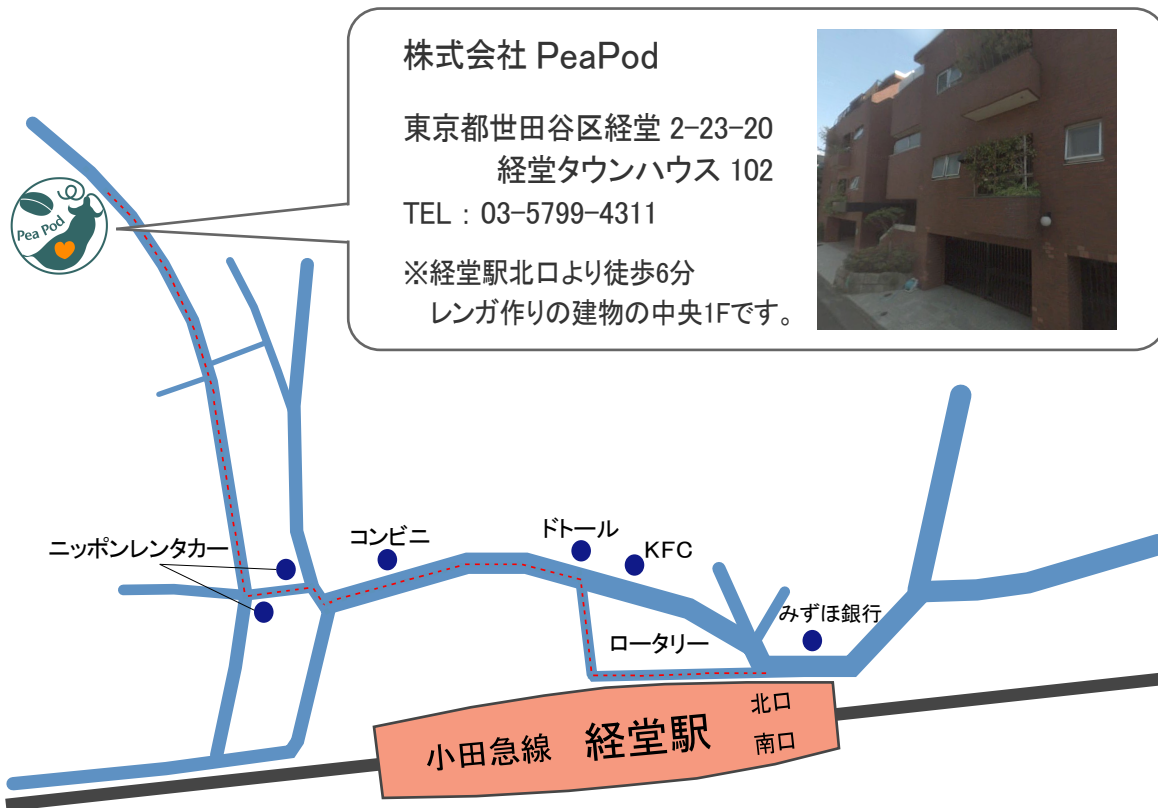 株式会社 PeaPod
東京都世田谷区経堂 2-23-20
経堂タウンハウス 102
TEL : 03-5799-4311
※経堂駅北口より徒歩6分
レンガ作りの建物の中央1Fです。
Pea Pod
ニッポンレンタカー
コンビニ
ドトール
KFC
みずほ銀行
ロータリー
小田急線 経堂駅
北口
南口